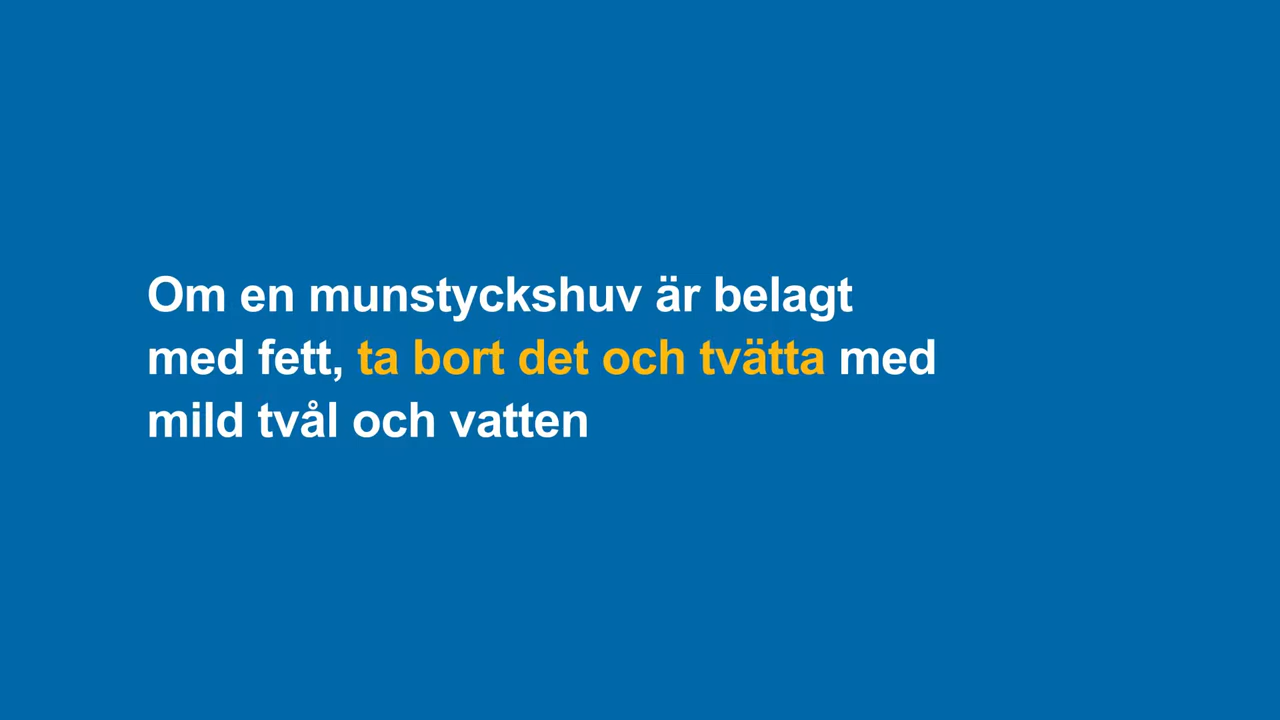 Om en munstyckshuv är belagt
med fett, ta bort det och tvätta med
mild tvål och vatten